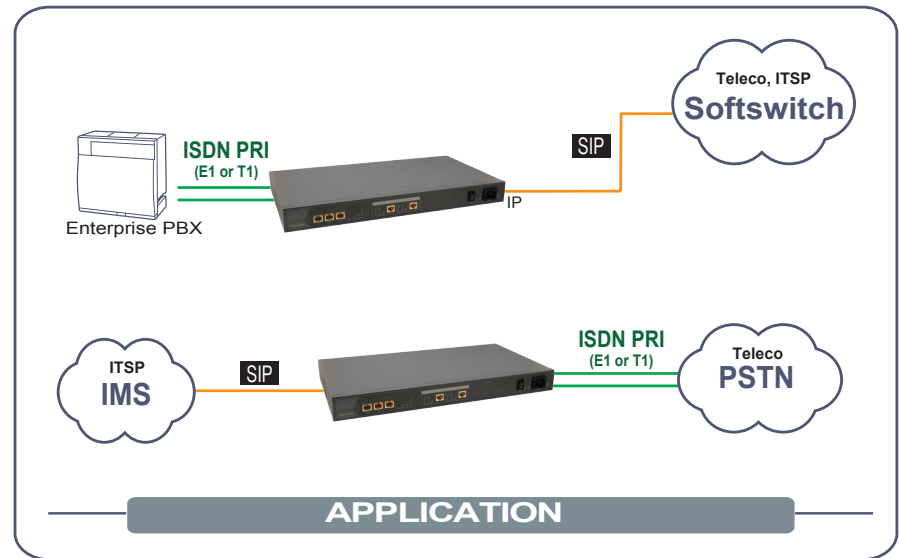 Teleco, ITSP
Softswitch
SIP
ISDN PRI
(E1 or T1)
IP
Enterprise PBX
ISDN PRI
(E1 or T1)
ITSP
IMS
SIP
Teleco
PSTN
APPLICATION